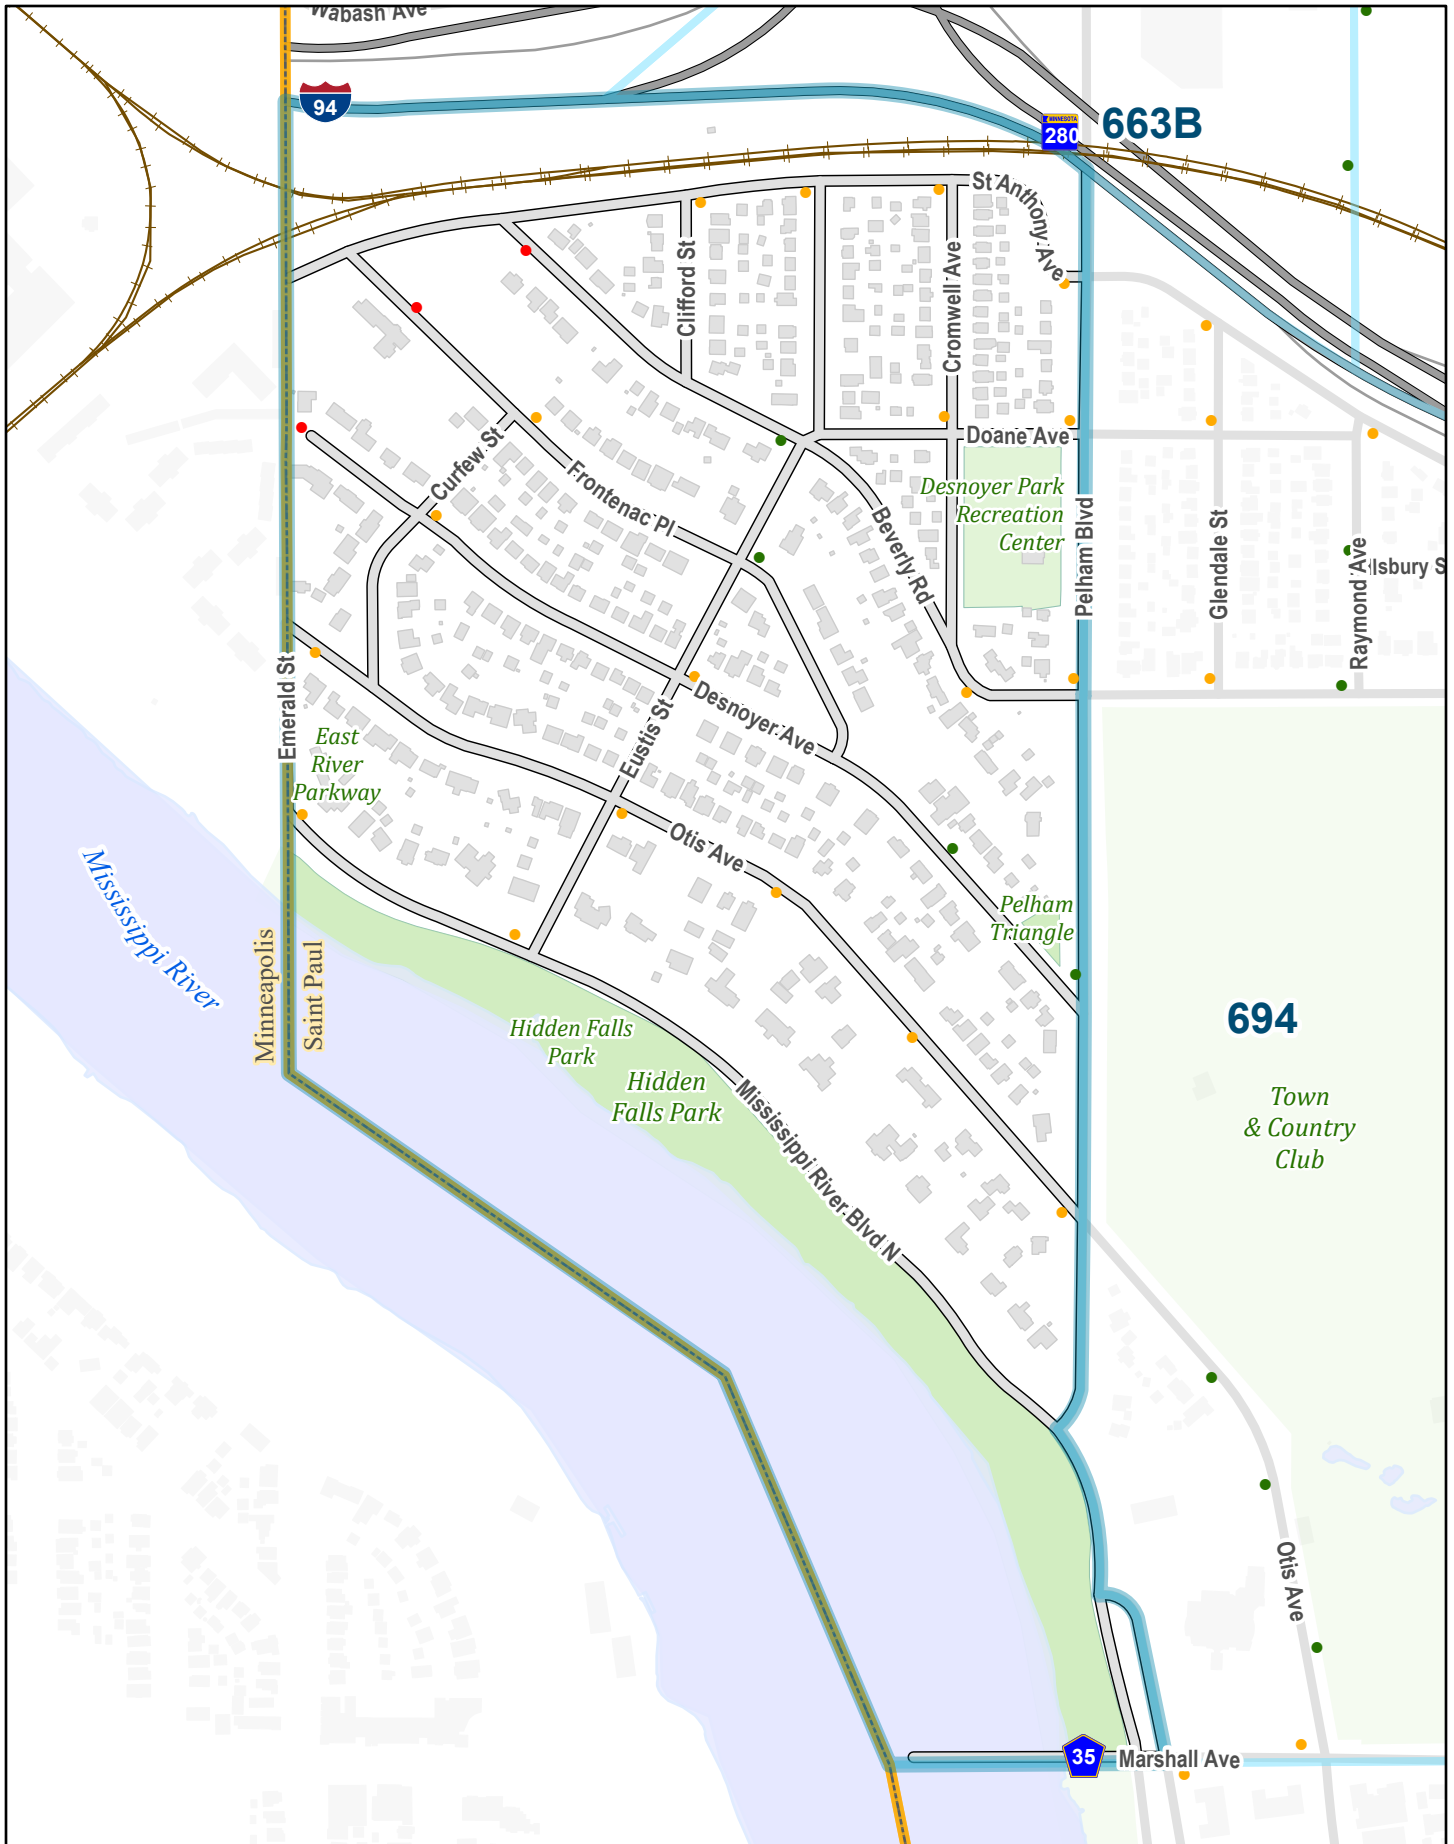 Wabash Ave
94
MINNESOTA
280
663B
St Anthony Ave
Clifford St
Cromwell Ave
Doane Ave
Curfew St
Frontenac Pl
Desnoyer Park
Recreation
Center
Beverly Rd
Pelham Blvd
Glendale St
Raymond Ave
llsbury S
Emerald St
East
River
Parkway
Eustis St
Desnoyer Ave
Otis Ave
Mississippi River
Pelham
Triangle
Minneapolis
Saint Paul
694
Hidden Falls
Park
Hidden
Falls Park
Mississippi River Blvd N
Town
& Country
Club
Otis Ave
35
Marshall Ave